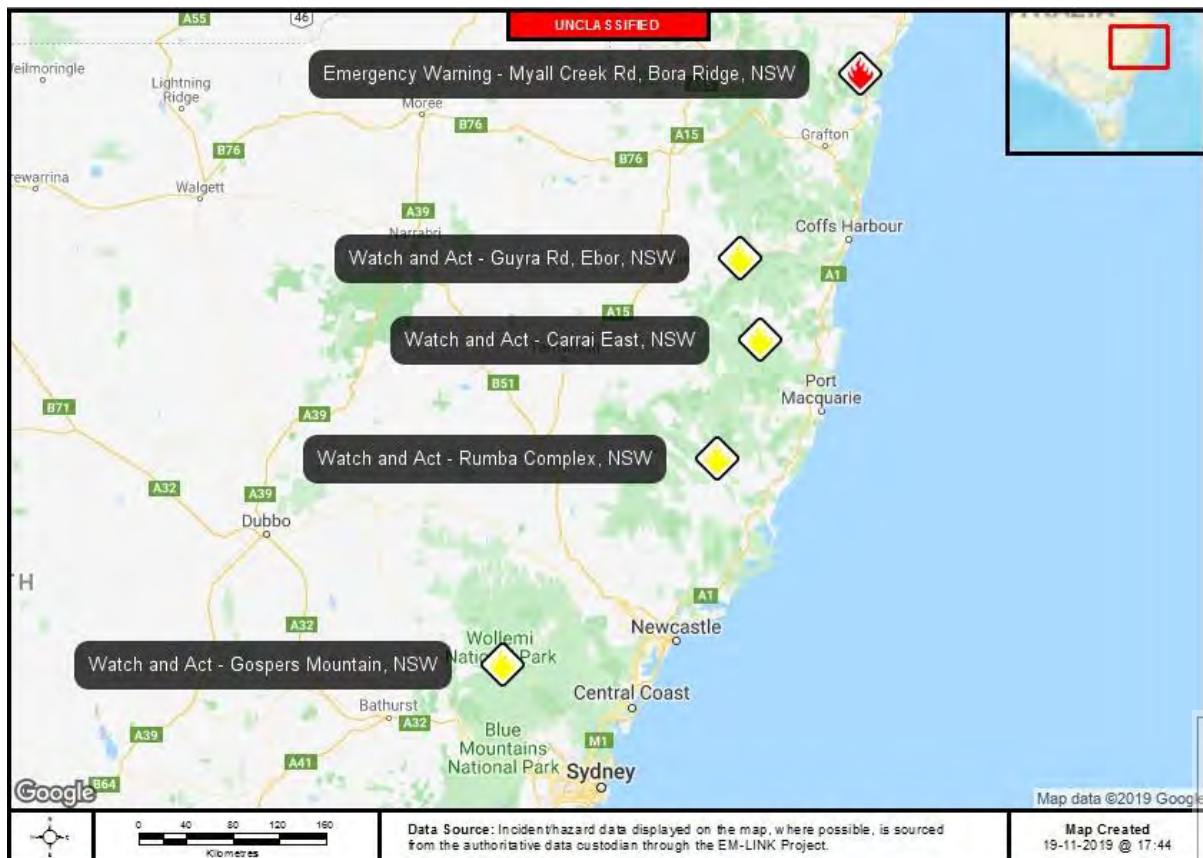 UNCLASSIFIED
A55
46
Lightning
Ridge
Moree
Emergency Warning - Myall Creek Rd, Bora Ridge, NSW
B76
A15
Grafton
B76
B76
Walgett
A39
Narrabri
Coffs Harbour
Watch and Act - Guyra Rd, Ebor, NSW
A1
A15
Watch and Act - Carrai East, NSW
B51
Port
Macquarie
B71
A39
Watch and Act - Rumba Complex, NSW
A32
A39
Dubbo
A1
A32
Newcastle
Wollemi
National Park
Watch and Act - Gospers Mountain, NSW
Central Coast
Bathurst
A32
Blue
Mountains
National Park
A39
M1
A41
Sydney
B64
Google
Map data ©2019 Google
0 40 80 120 160
Kilometres
Data Source: Incident/hazard data displayed on the map, where possible, is sourced
from the authoritative data custodian through the EM-LINK Project.
Map Created
19-11-2019 @ 17:44